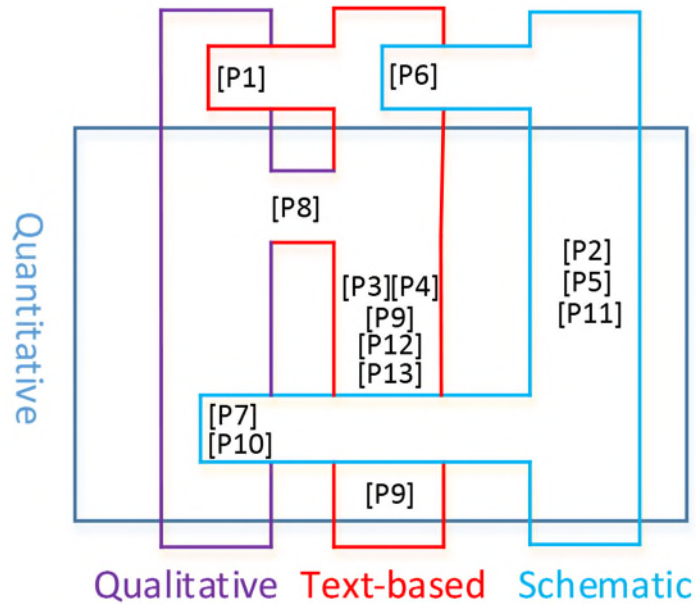 [P1]
[P6]
[P8]
Quantitative
[P2]
[P5]
[P11]
[P3][P4]
[P9]
[P12]
[P13]
[P7]
[P10]
[P9]
Qualitative Text-based Schematic